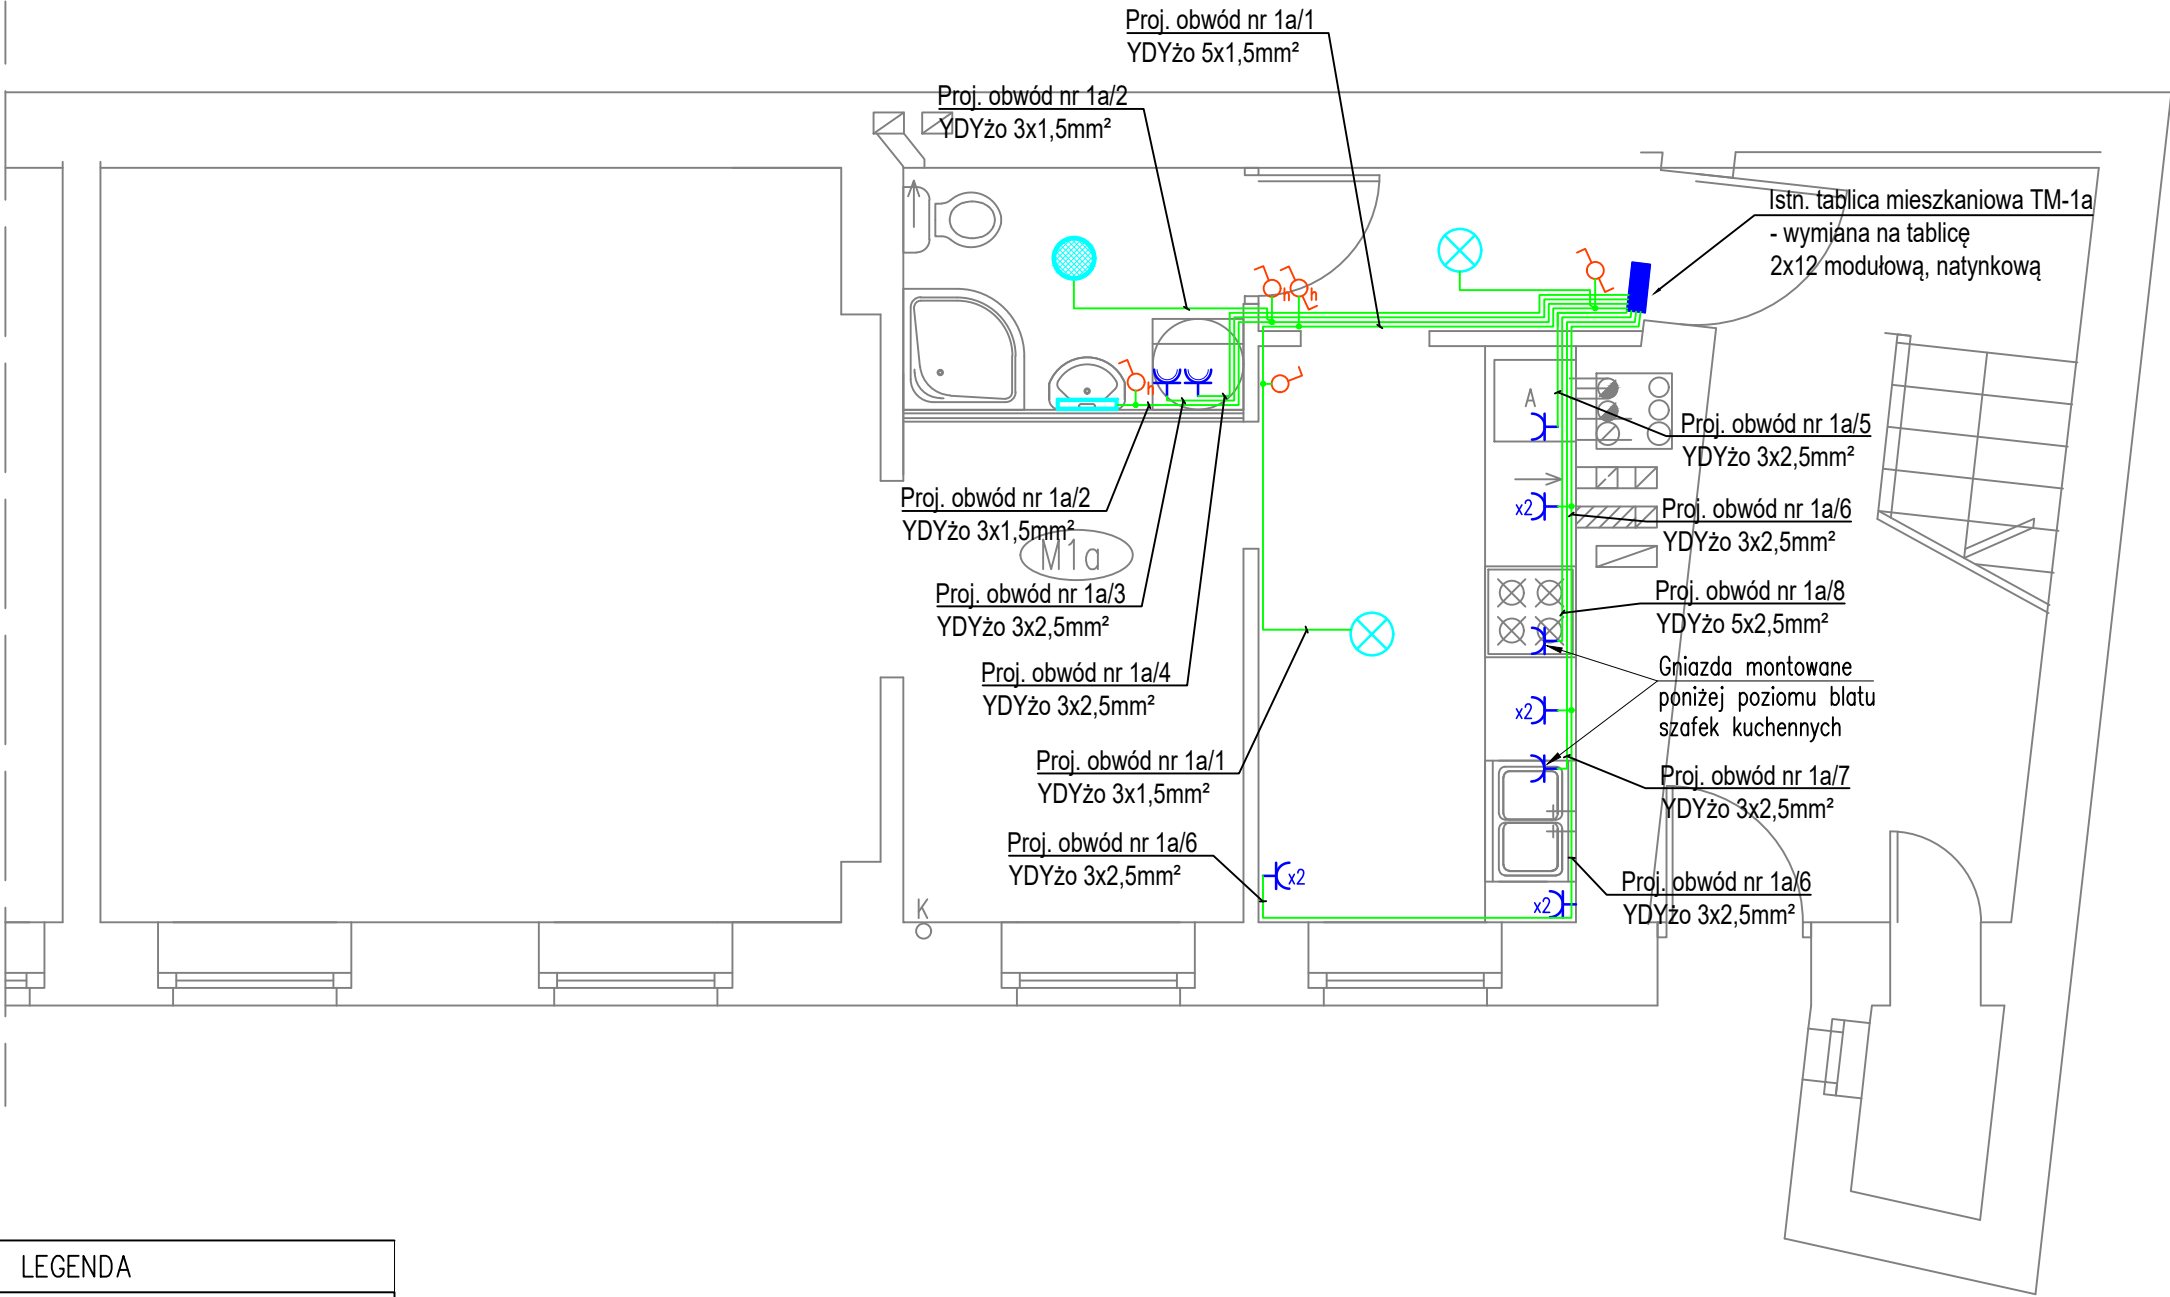 Proj. obwód nr 1a/1
YDYżo 5x1,5mm²
Proj. obwód nr 1a/2
YDYżo 3x1,5mm²
Istn. tablica mieszkaniowa TM-1a
- wymiana na tablicę
2x12 modułową, natynkową
h
h
h
A
Proj. obwód nr 1a/5
YDYżo 3x2,5mm²
Proj. obwód nr 1a/2
YDYżo 3x1,5mm²
x2
Proj. obwód nr 1a/6
YDYżo 3x2,5mm²
M1a
Proj. obwód nr 1a/3
YDYżo 3x2,5mm²
Proj. obwód nr 1a/8
YDYżo 5x2,5mm²
Proj. obwód nr 1a/4
YDYżo 3x2,5mm²
Gniazda montowane
poniżej poziomu blatu
szafek kuchennych
x2
Proj. obwód nr 1a/1
YDYżo 3x1,5mm²
Proj. obwód nr 1a/7
YDYżo 3x2,5mm²
Proj. obwód nr 1a/6
YDYżo 3x2,5mm²
x2
x2
Proj. obwód nr 1a/6
YDYżo 3x2,5mm²
K
LEGENDA